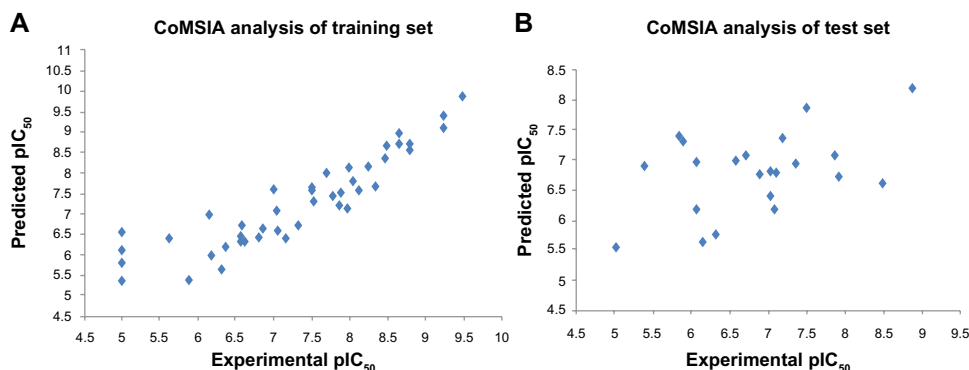 A
CoMSIA analysis of training set
Predicted pIC50
11
10.5
9.5
10
9
8.5
8
7.5
7
6.5
6
5.5
5
4.5
4.5 5 5.5 6 6.5 7 7.5 8 8.5 9 9.5 10
Experimental pIC50
B
CoMSIA analysis of test set
Predicted pIC50
8.5
7.5
6.5
5.5
4.5
4.5 5 5.5 6 6.5 7 7.5 8 8.5 9 9.5
Experimental pIC50